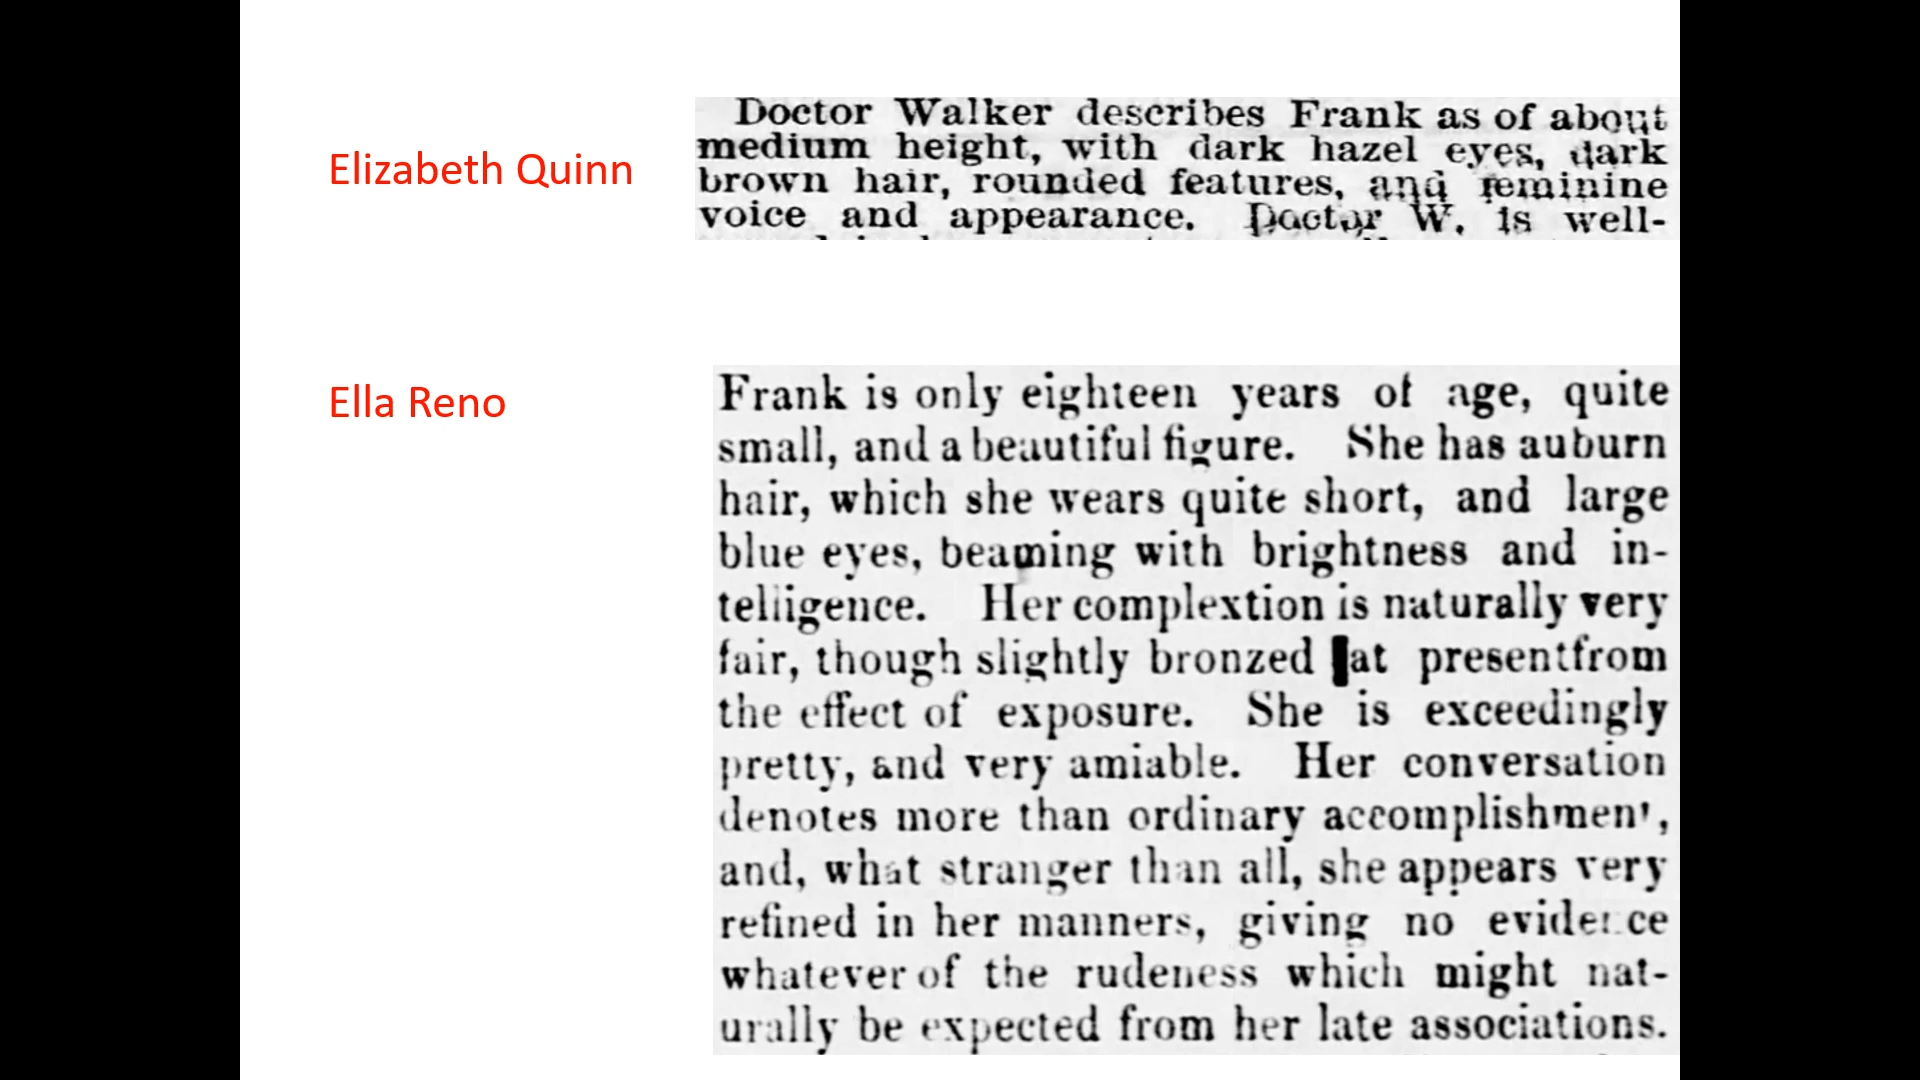 Elizabeth Quinn
Doctor Walker describes Frank as of about
medium height, with dark hazel eyes, dark
brown hair, rounded features, and feminine
voice and appearance. Doctor W. is well-
Ella Reno
Frank is only eighteen years of age, quite
small, and a beautiful figure. She has auburn
hair, which she wears quite short, and large
blue eyes, beaming with brightness and in-
telligence. Her complextion is naturally very
fair, though slightly bronzed at presentfrom
the effect of exposure. She is exceedingly
pretty, and very amiable. Her conversation
denotes more than ordinary accomplishment,
and, what stranger than all, she appears very
refined in her manners, giving no evidence
whatever of the rudeness which might nat-
urally be expected from her late associations.